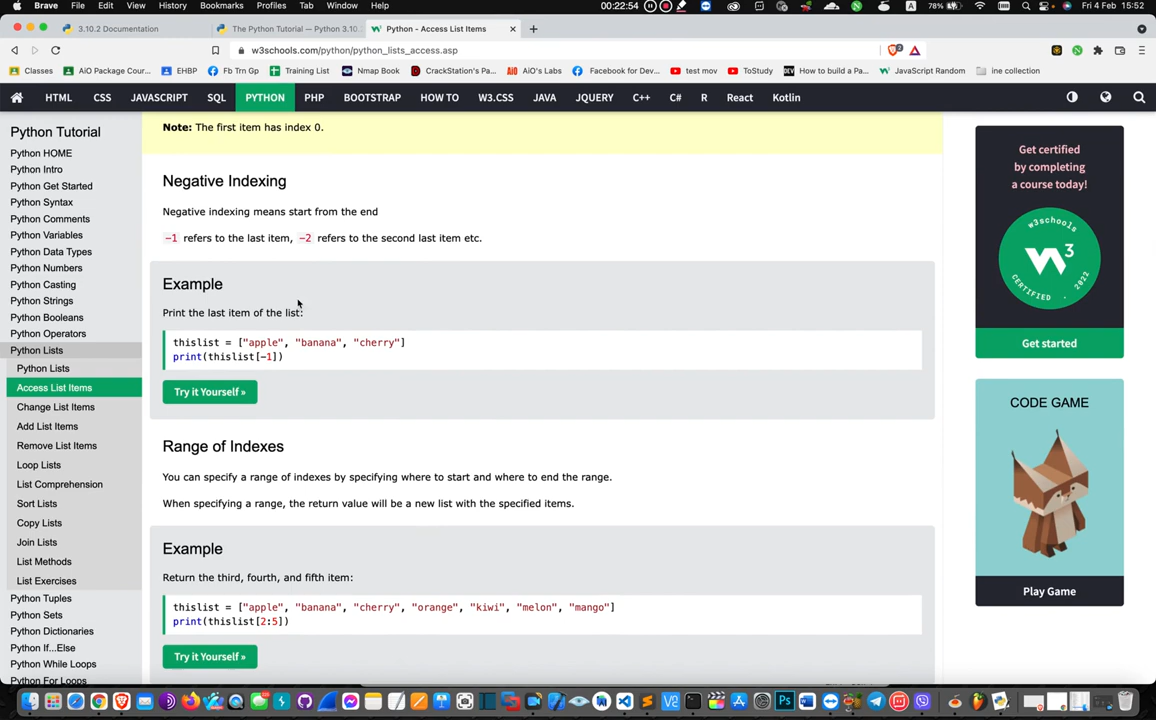 Brave File Edit View History Bookmarks Profiles Tab Window Help 00:22:54 78% Fri 4 Feb 15:52
3.10.2 Documentation The Python Tutorial — Python 3.10. Python - Access List Items
w3schools.com/python/python_lists_access.asp
Classes AiO Package Cour... EHBP Fb Trn Gp Training List Nmap Book CrackStation's Pa... AiO's Labs Facebook for Dev... test mov ToStudy How to build a Pa... JavaScript Random ine collection
HTML CSS JAVASCRIPT SQL PYTHON PHP BOOTSTRAP HOW TO W3.CSS JAVA JQUERY C++ C# R React Kotlin
Python Tutorial
Python HOME
Python Intro
Python Get Started
Python Syntax
Python Comments
Python Variables
Python Data Types
Python Numbers
Python Casting
Python Strings
Python Booleans
Python Operators
Python Lists
Python Lists
Access List Items
Change List Items
Add List Items
Remove List Items
Loop Lists
List Comprehension
Sort Lists
Copy Lists
Join Lists
List Methods
List Exercises
Python Tuples
Python Sets
Python Dictionaries
Python If...Else
Python While Loops
Python For Loops
Note: The first item has index 0.
Negative Indexing
Negative indexing means start from the end
-1 refers to the last item, -2 refers to the second last item etc.
Example
Print the last item of the list:
thislist = ["apple", "banana", "cherry"]
print(thislist[-1])
Try it Yourself »
Range of Indexes
You can specify a range of indexes by specifying where to start and where to end the range.
When specifying a range, the return value will be a new list with the specified items.
Example
Return the third, fourth, and fifth item:
thislist = ["apple", "banana", "cherry", "orange", "kiwi", "melon", "mango"]
print(thislist[2:5])
Try it Yourself »
Get certified
by completing
a course today!
w3schools
CERTIFIED . 2022
Get started
CODE GAME
Play Game